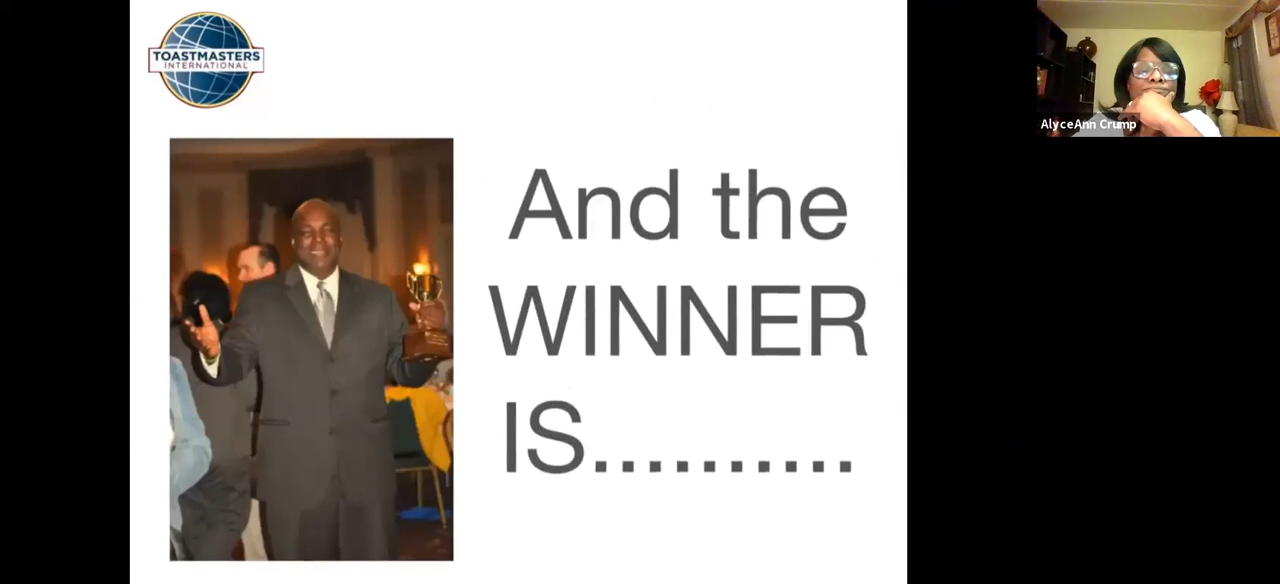 TOASTMASTERS
INTERNATIONAL
AlyceAnn Crump
And the
WINNER
IS..........